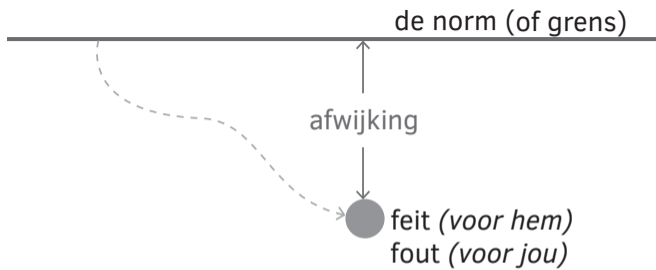 de norm (of grens)
afwijking
feit (voor hem)
fout (voor jou)